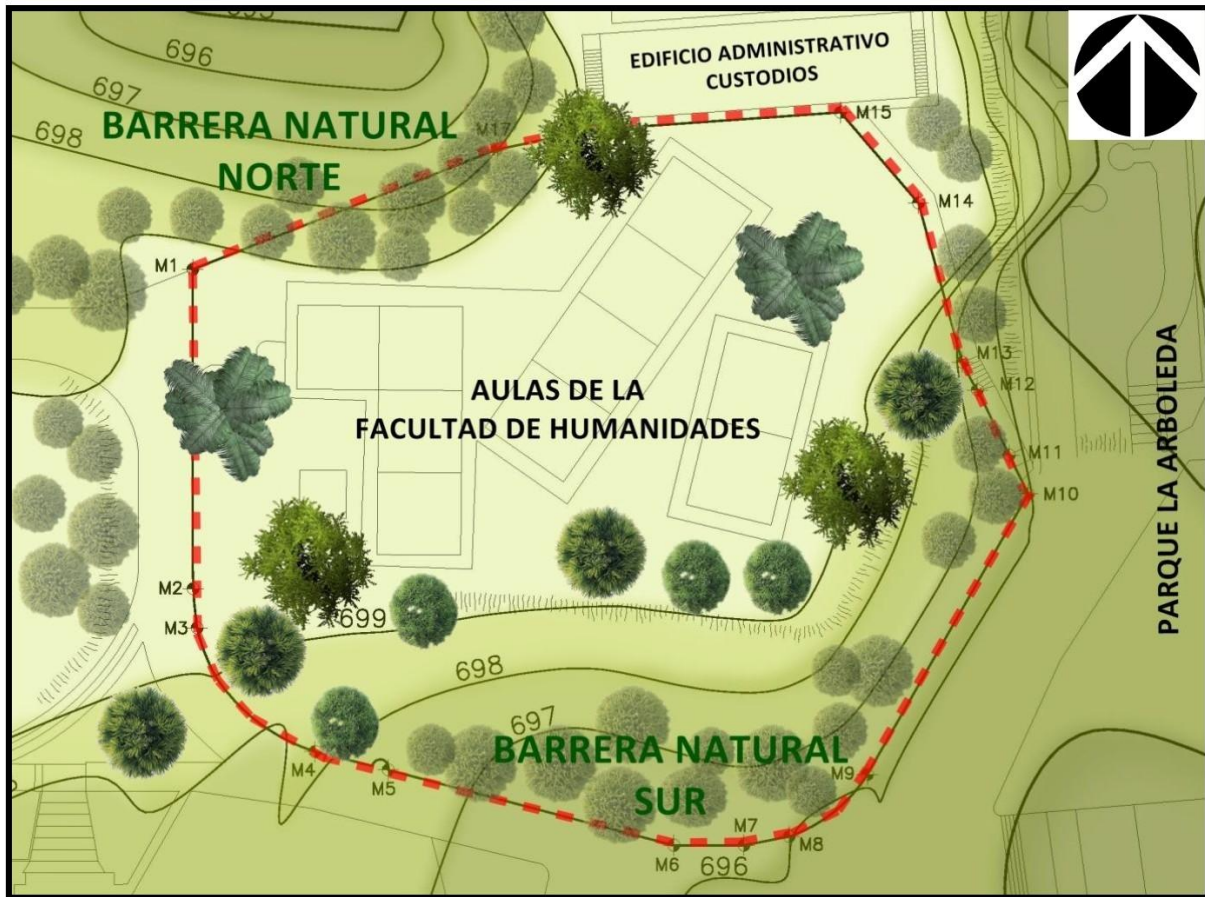 695
696
697
698
BARRERA NATURAL
NORTE
EDIFICIO ADMINISTRATIVO
CUSTODIOS
M17
M15
M14
M1
M13
M12
AULAS DE LA
FACULTAD DE HUMANIDADES
M11
M10
PARQUE LA ARBOLEDA
M2
M3
699
698
697
BARRERA NATURAL
SUR
M4
M5
M9
M6
M7
M8
696